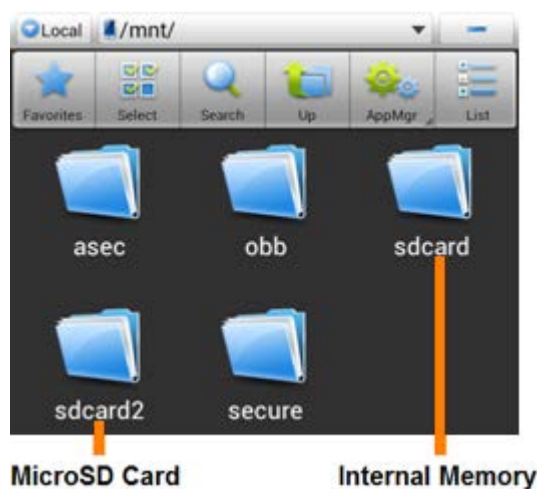 Local /mnt/
Favorites Select Search Up AppMgr List
asec obb sdcard
sdcard2 secure
MicroSD Card Internal Memory